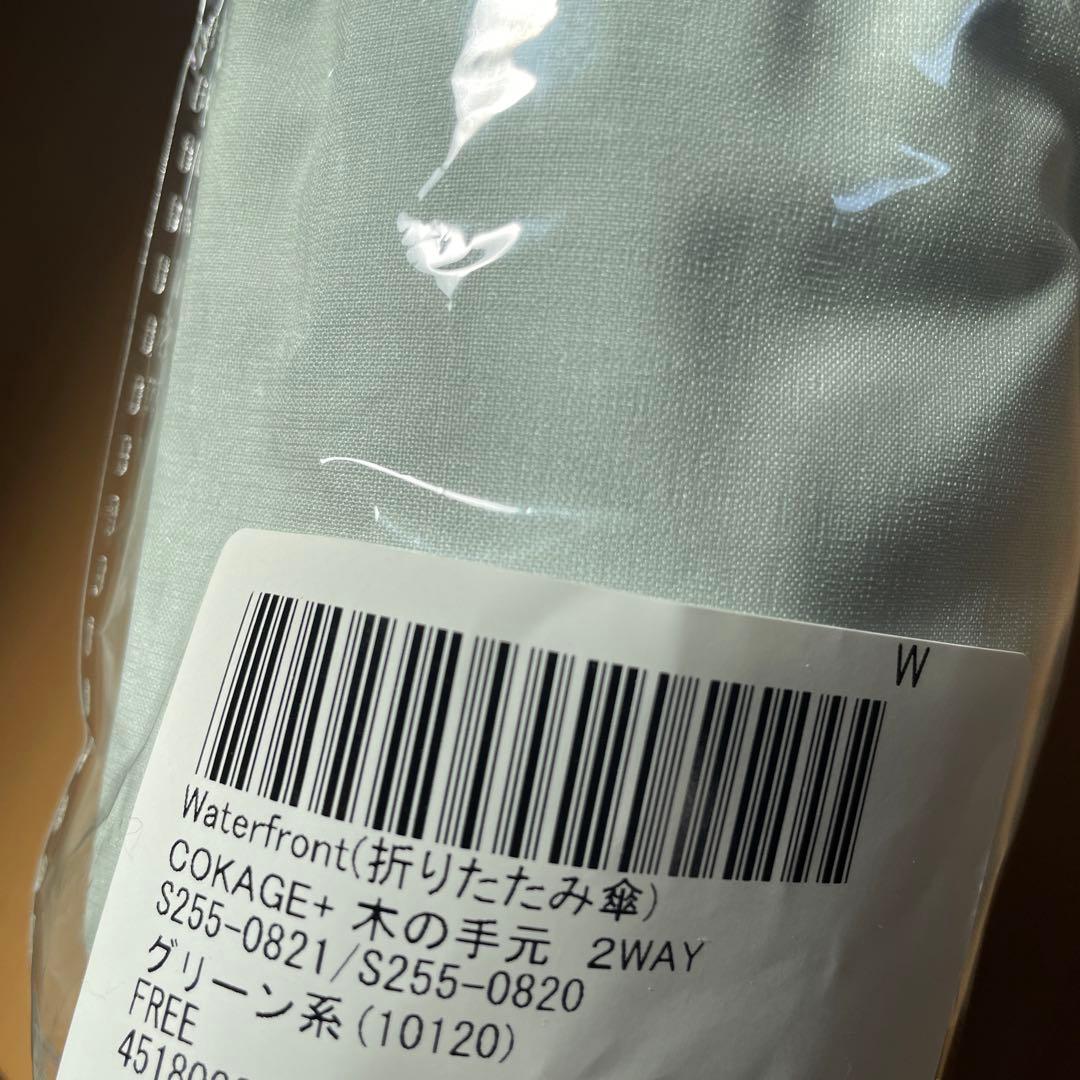 W
Waterfront(折りたたみ傘)
COKAGE+ 木の手元 2WAY
S255-0821/S255-0820
グリーン系(10120)
FREE